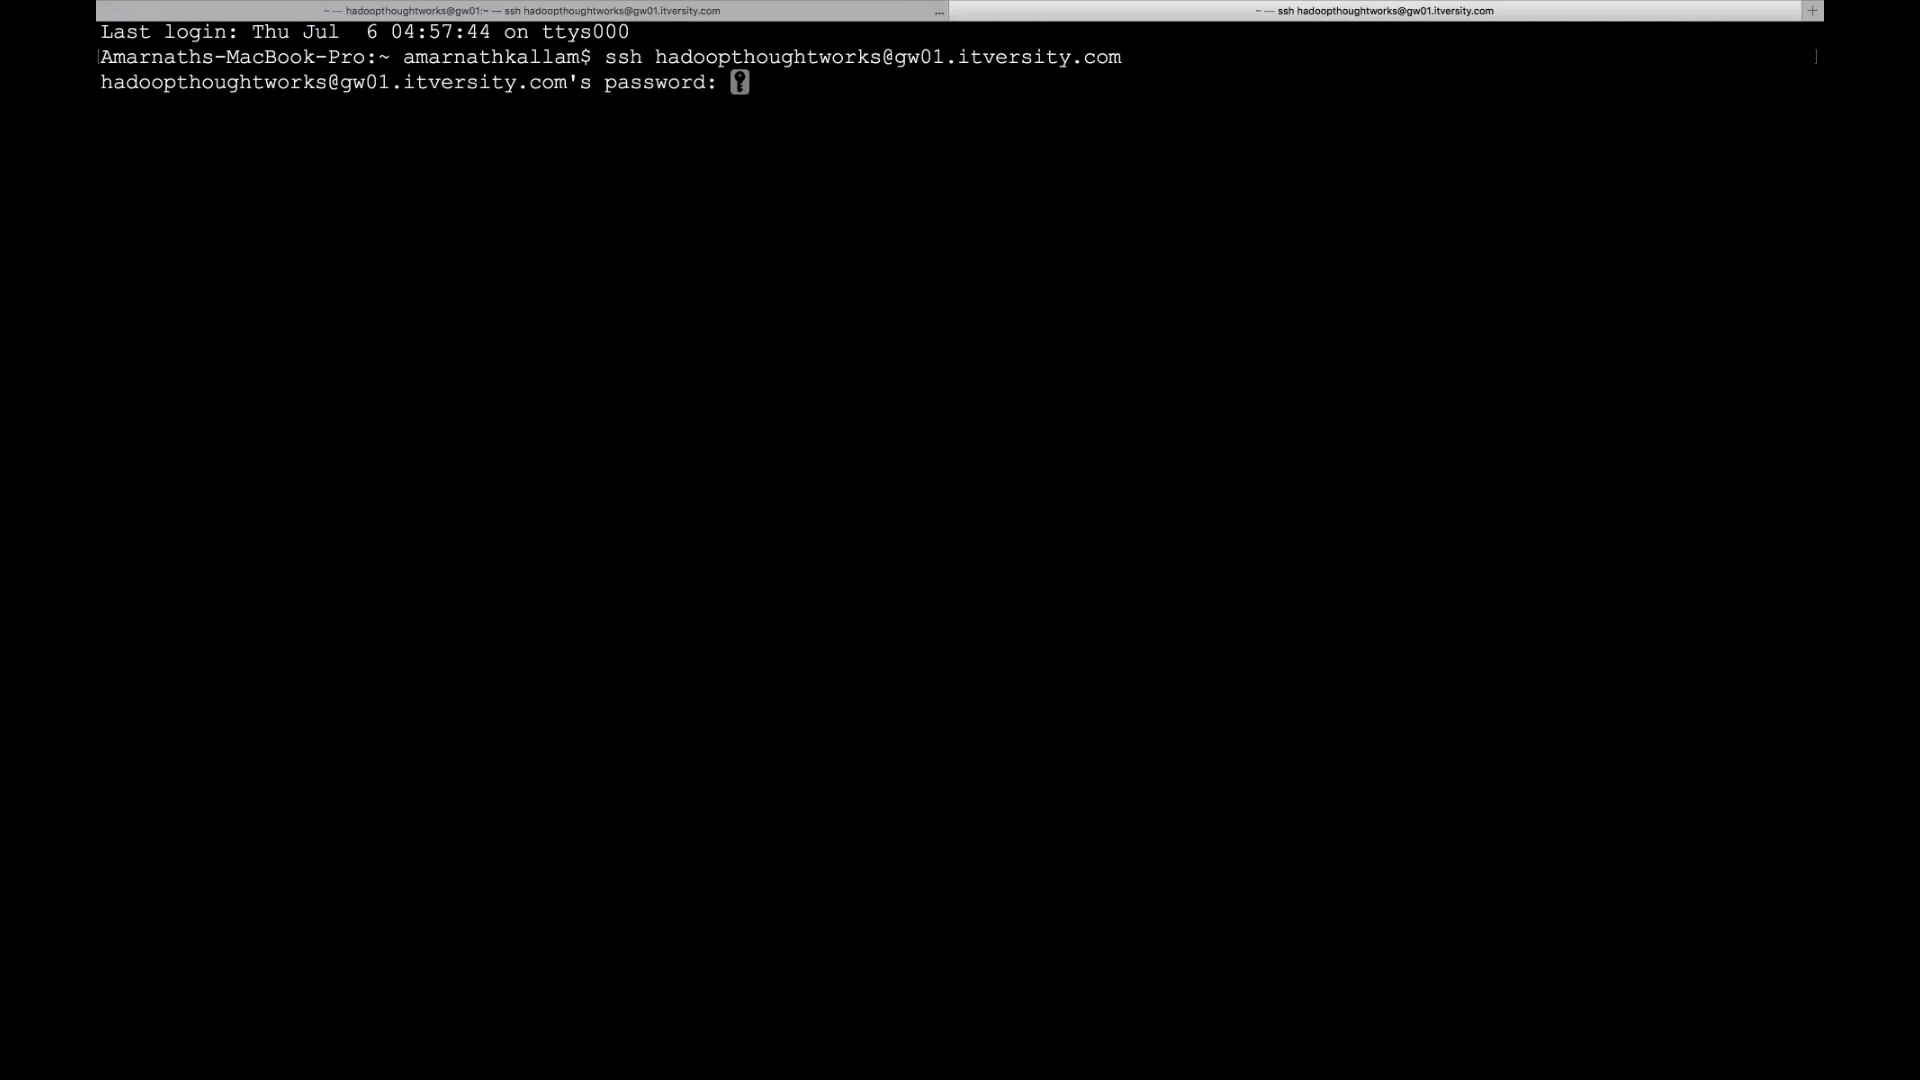 ~ — hadoopthoughtworks@gw01:~ — ssh hadoopthoughtworks@gw01.itversity.com ... ~ — ssh hadoopthoughtworks@gw01.itversity.com +
Last login: Thu Jul  6 04:57:44 on ttys000
[Amarnaths-MacBook-Pro:~ amarnathkallam$ ssh hadoopthoughtworks@gw01.itversity.com ]
hadoopthoughtworks@gw01.itversity.com's password: